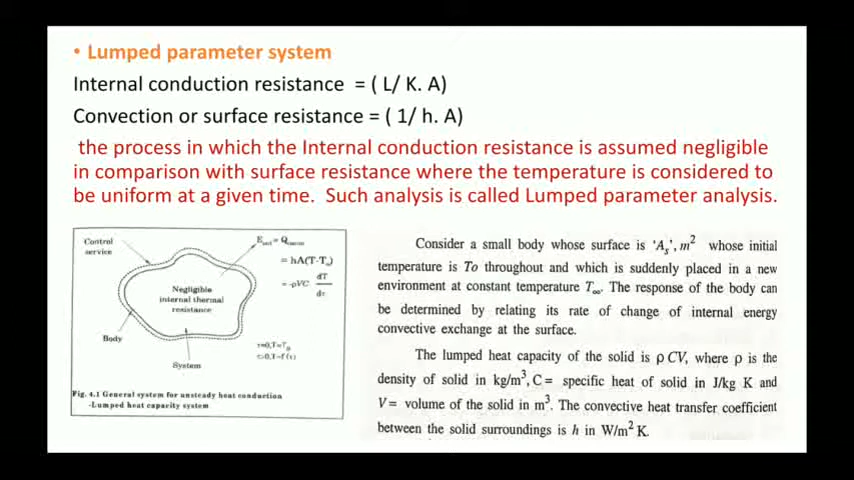 • Lumped parameter system
Internal conduction resistance = ( L/ K. A)
Convection or surface resistance = ( 1/ h. A)
the process in which the Internal conduction resistance is assumed negligible
in comparison with surface resistance where the temperature is considered to
be uniform at a given time. Such analysis is called Lumped parameter analysis.
Control
service
= hA(T-T∞)
= -ρVC dT/dτ
Negligible
internal thermal
resistance
Body
System
Fig. 4.1 General system for unsteady heat conduction
-Lumped heat capacity system
Consider a small body whose surface is 'Aₛ', m² whose initial
temperature is To throughout and which is suddenly placed in a new
environment at constant temperature T∞. The response of the body can
be determined by relating its rate of change of internal energy
convective exchange at the surface.
The lumped heat capacity of the solid is ρ CV, where ρ is the
density of solid in kg/m³, C = specific heat of solid in J/kg K and
V = volume of the solid in m³. The convective heat transfer coefficient
between the solid surroundings is h in W/m² K.